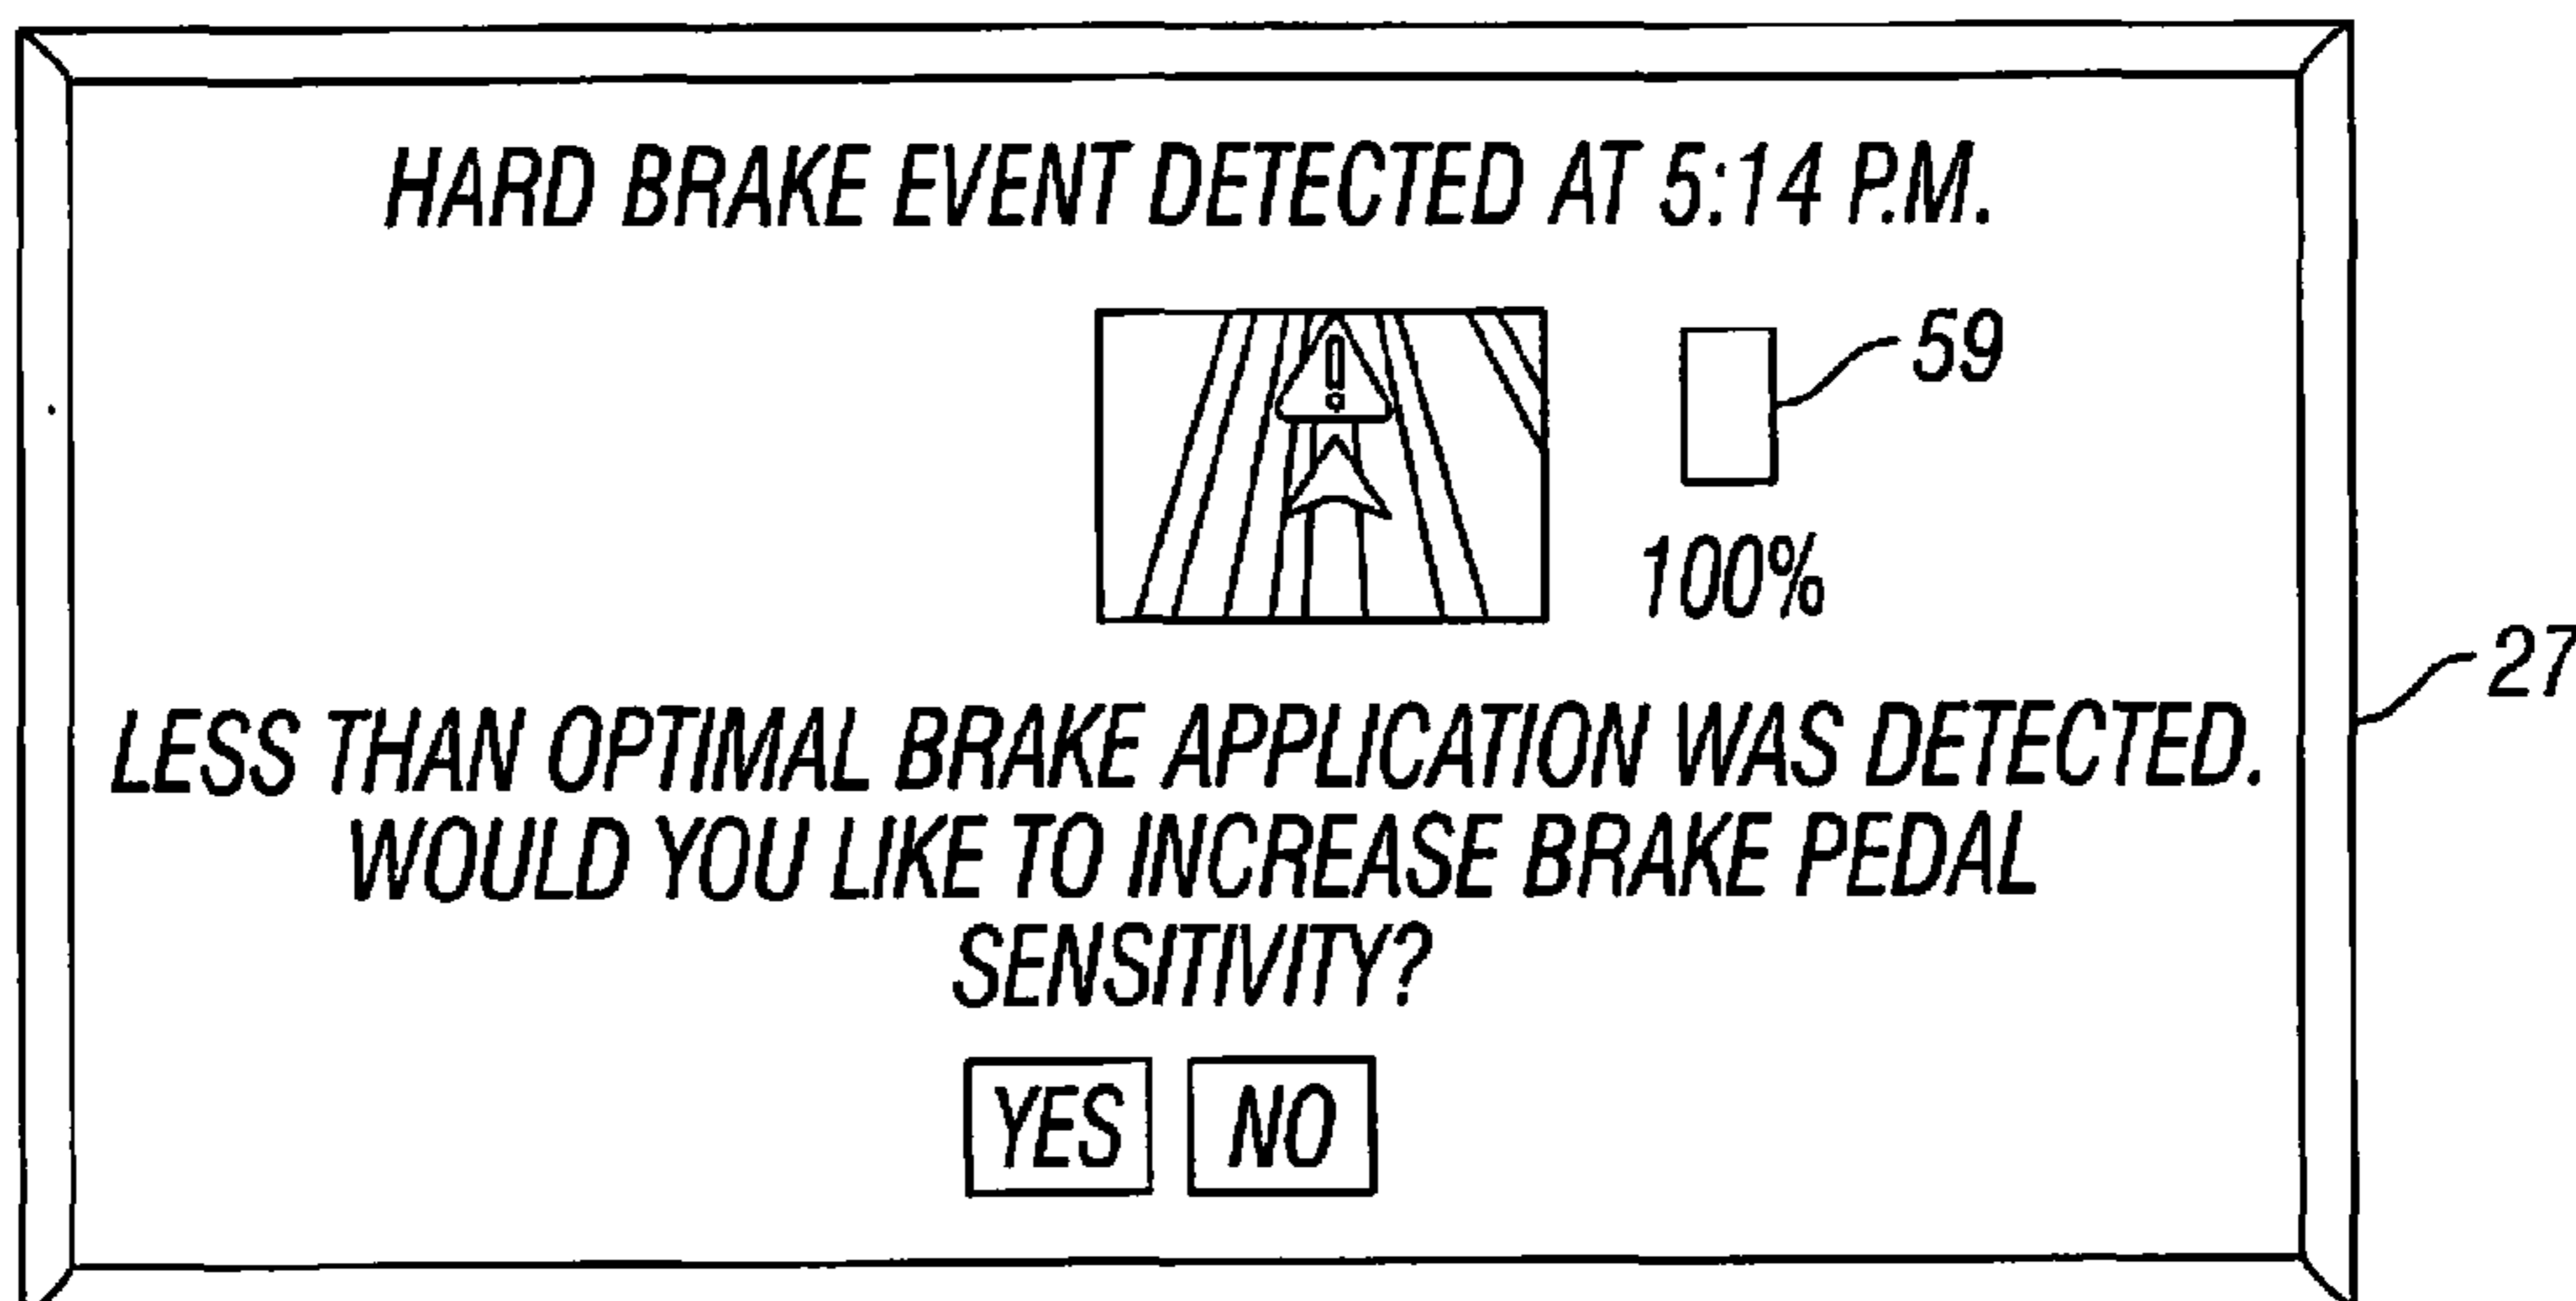 HARD BRAKE EVENT DETECTED AT 5:14 P.M.
!
59
100%
27
LESS THAN OPTIMAL BRAKE APPLICATION WAS DETECTED.
WOULD YOU LIKE TO INCREASE BRAKE PEDAL
SENSITIVITY?
YES NO